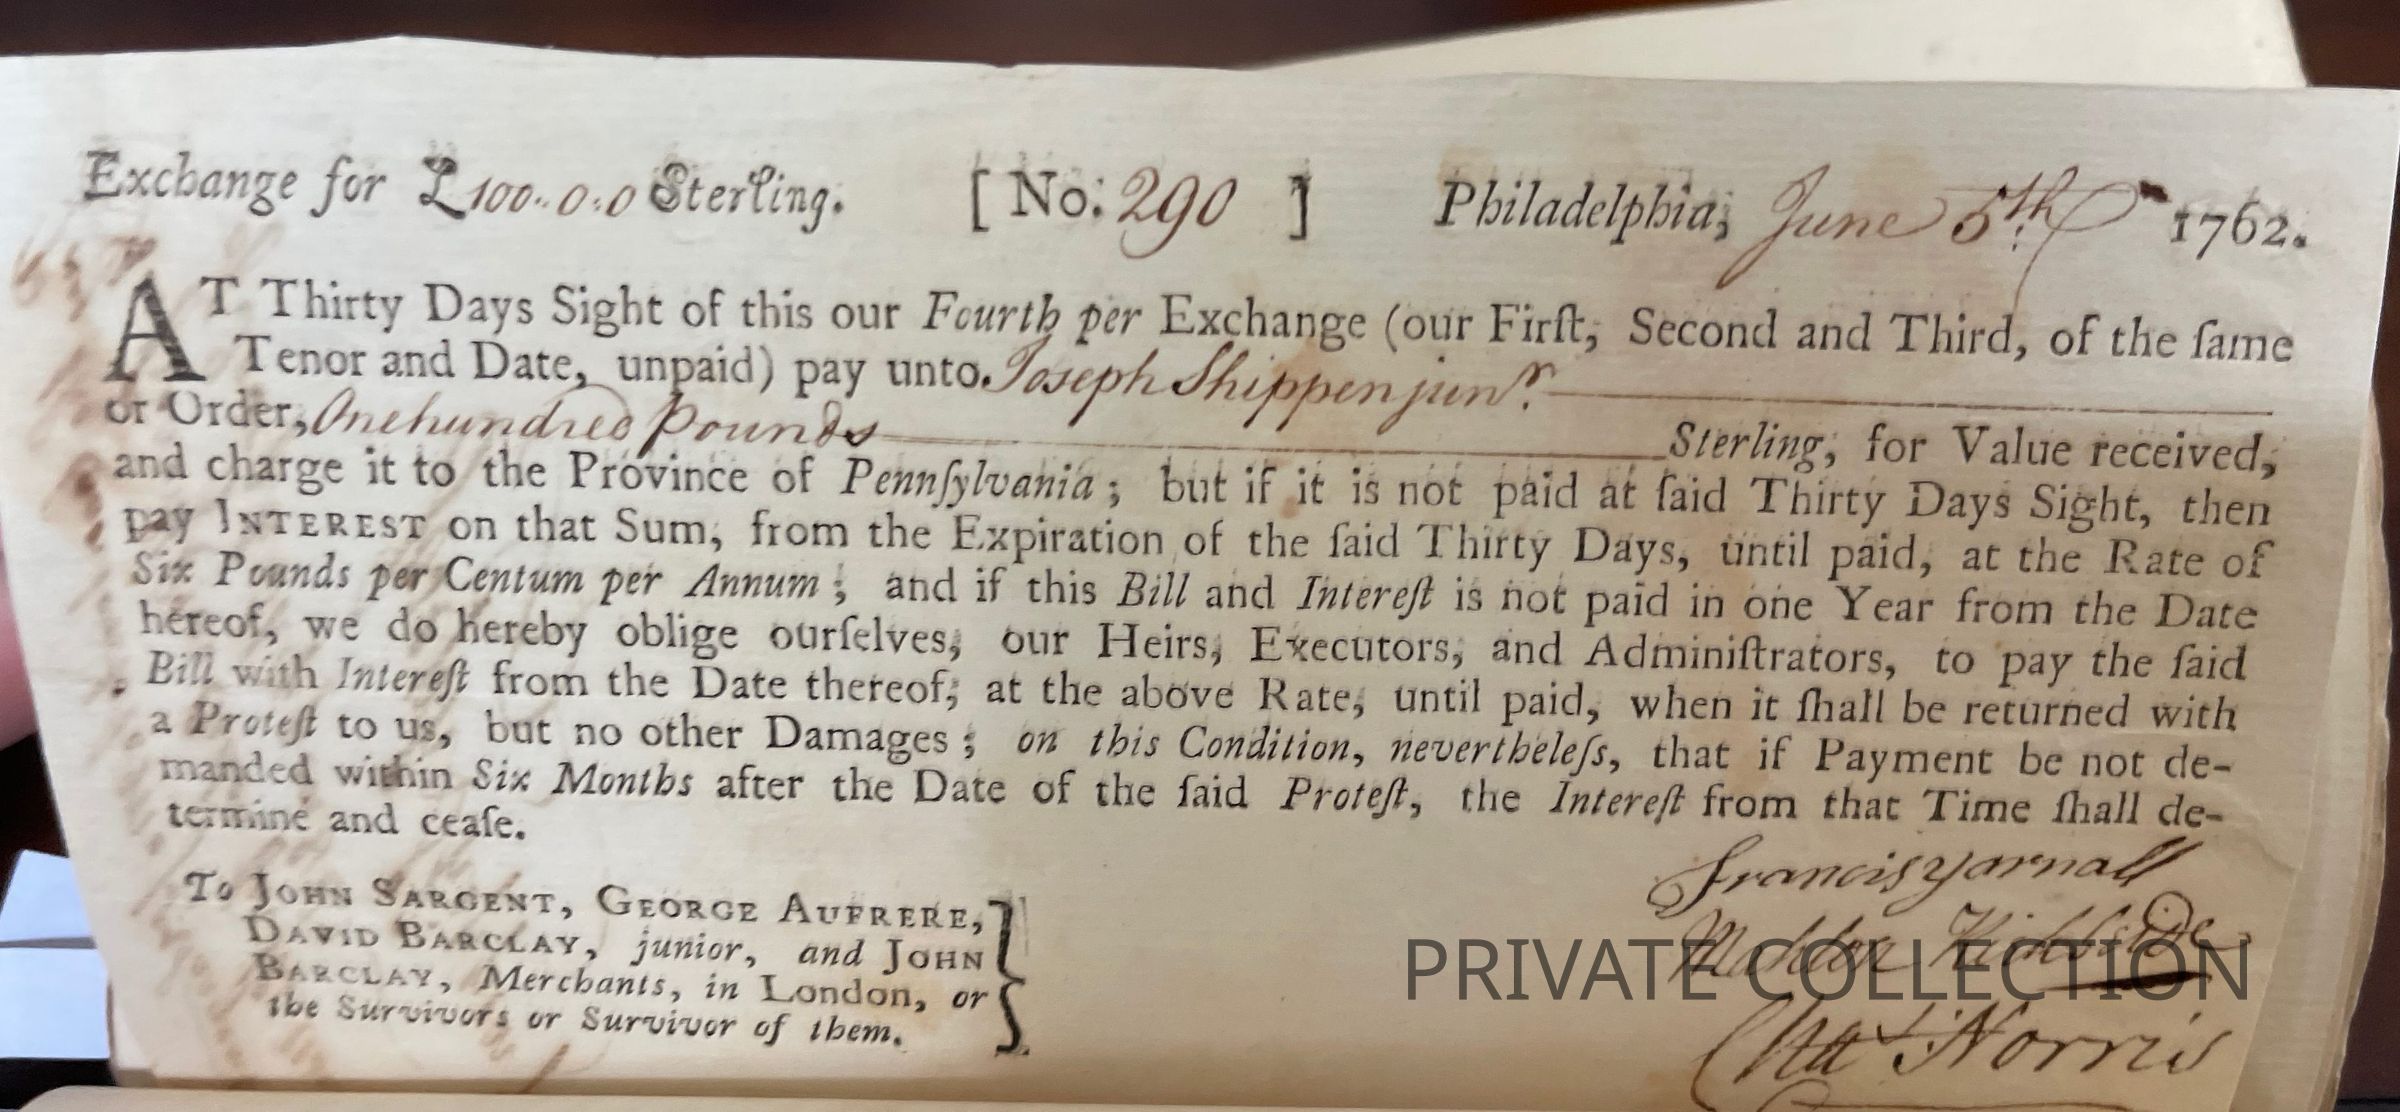 Exchange for £100..0:0 Sterling. [ No: 290 ] Philadelphia, June 5th: 1762.
AT Thirty Days Sight of this our Fourth per Exchange (our Firſt, Second and Third, of the ſame
Tenor and Date, unpaid) pay unto Joseph Shippen junr.
or Order, One hundred Pounds Sterling, for Value received,
and charge it to the Province of Pennſylvania; but if it is not paid at ſaid Thirty Days Sight, then
pay INTEREST on that Sum, from the Expiration of the ſaid Thirty Days, until paid, at the Rate of
Six Pounds per Centum per Annum; and if this Bill and Intereſt is not paid in one Year from the Date
hereof, we do hereby oblige ourſelves, our Heirs, Executors, and Adminiſtrators, to pay the ſaid
Bill with Intereſt from the Date thereof, at the above Rate, until paid, when it ſhall be returned with
a Proteſt to us, but no other Damages; on this Condition, nevertheleſs, that if Payment be not de-
manded within Six Months after the Date of the ſaid Proteſt, the Intereſt from that Time ſhall de-
termine and ceaſe.
To JOHN SARGENT, GEORGE AUFRERE,
DAVID BARCLAY, junior, and JOHN
BARCLAY, Merchants, in London, or
the Survivors or Survivor of them.
Francis Yarnall
PRIVATE COLLECTION
Chas. Norris